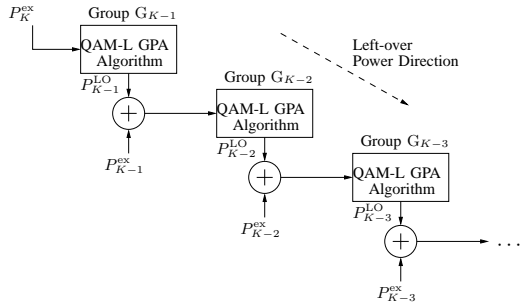 P_K^ex
Group G_{K−1}
QAM-L GPA
Algorithm
P_{K−1}^LO
+
P_{K−1}^ex
Group G_{K−2}
QAM-L GPA
Algorithm
P_{K−2}^LO
+
P_{K−2}^ex
Group G_{K−3}
QAM-L GPA
Algorithm
P_{K−3}^LO
+
P_{K−3}^ex
...
Left-over
Power Direction